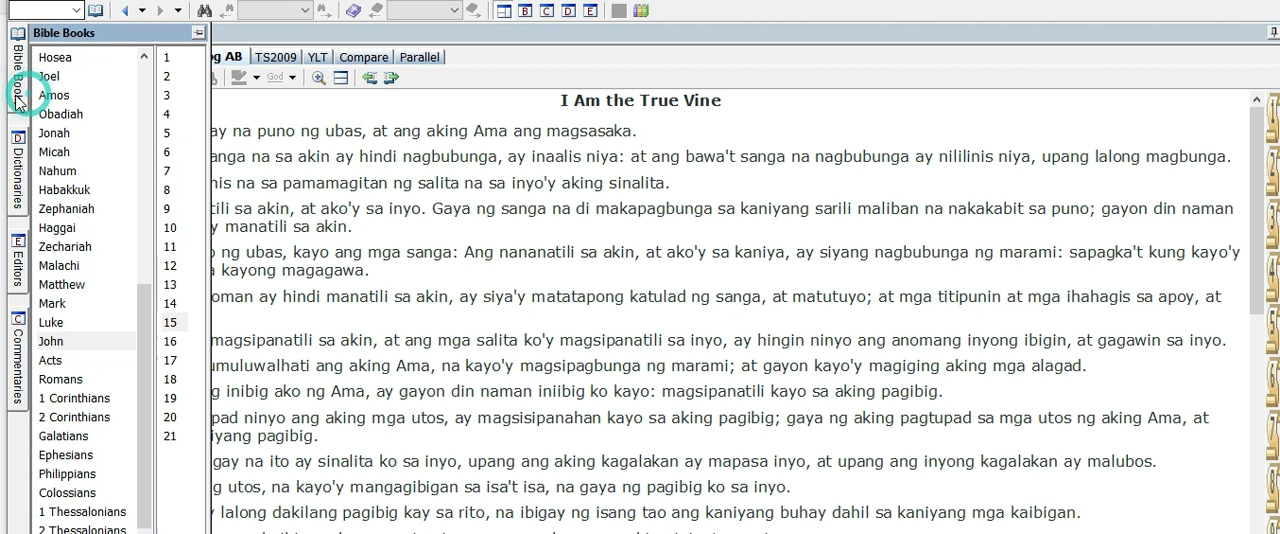 B C D E
Bible Books
Bible Book
Dictionaries
Editors
Commentaries
Hosea
Joel
Amos
Obadiah
Jonah
Micah
Nahum
Habakkuk
Zephaniah
Haggai
Zechariah
Malachi
Matthew
Mark
Luke
John
Acts
Romans
1 Corinthians
2 Corinthians
Galatians
Ephesians
Philippians
Colossians
1 Thessalonians
2 Thessalonians
1
2
3
4
5
6
7
8
9
10
11
12
13
14
15
16
17
18
19
20
21
og AB TS2009 YLT Compare Parallel
God
I Am the True Vine
ay na puno ng ubas, at ang aking Ama ang magsasaka.
anga na sa akin ay hindi nagbubunga, ay inaalis niya: at ang bawa't sanga na nagbubunga ay nililinis niya, upang lalong magbunga.
nis na sa pamamagitan ng salita na sa inyo'y aking sinalita.
tili sa akin, at ako'y sa inyo. Gaya ng sanga na di makapagbunga sa kaniyang sarili maliban na nakakabit sa puno; gayon din naman
y manatili sa akin.
o ng ubas, kayo ang mga sanga: Ang nananatili sa akin, at ako'y sa kaniya, ay siyang nagbubunga ng marami: sapagka't kung kayo'y
a kayong magagawa.
oman ay hindi manatili sa akin, ay siya'y matatapong katulad ng sanga, at matutuyo; at mga titipunin at mga ihahagis sa apoy, at
magsipanatili sa akin, at ang mga salita ko'y magsipanatili sa inyo, ay hingin ninyo ang anomang inyong ibigin, at gagawin sa inyo.
umuluwalhati ang aking Ama, na kayo'y magsipagbunga ng marami; at gayon kayo'y magiging aking mga alagad.
g inibig ako ng Ama, ay gayon din naman iniibig ko kayo: magsipanatili kayo sa aking pagibig.
pad ninyo ang aking mga utos, ay magsisipanahan kayo sa aking pagibig; gaya ng aking pagtupad sa mga utos ng aking Ama, at
iyang pagibig.
gay na ito ay sinalita ko sa inyo, upang ang aking kagalakan ay mapasa inyo, at upang ang inyong kagalakan ay malubos.
g utos, na kayo'y mangagibigan sa isa't isa, na gaya ng pagibig ko sa inyo.
y lalong dakilang pagibig kay sa rito, na ibigay ng isang tao ang kaniyang buhay dahil sa kaniyang mga kaibigan.